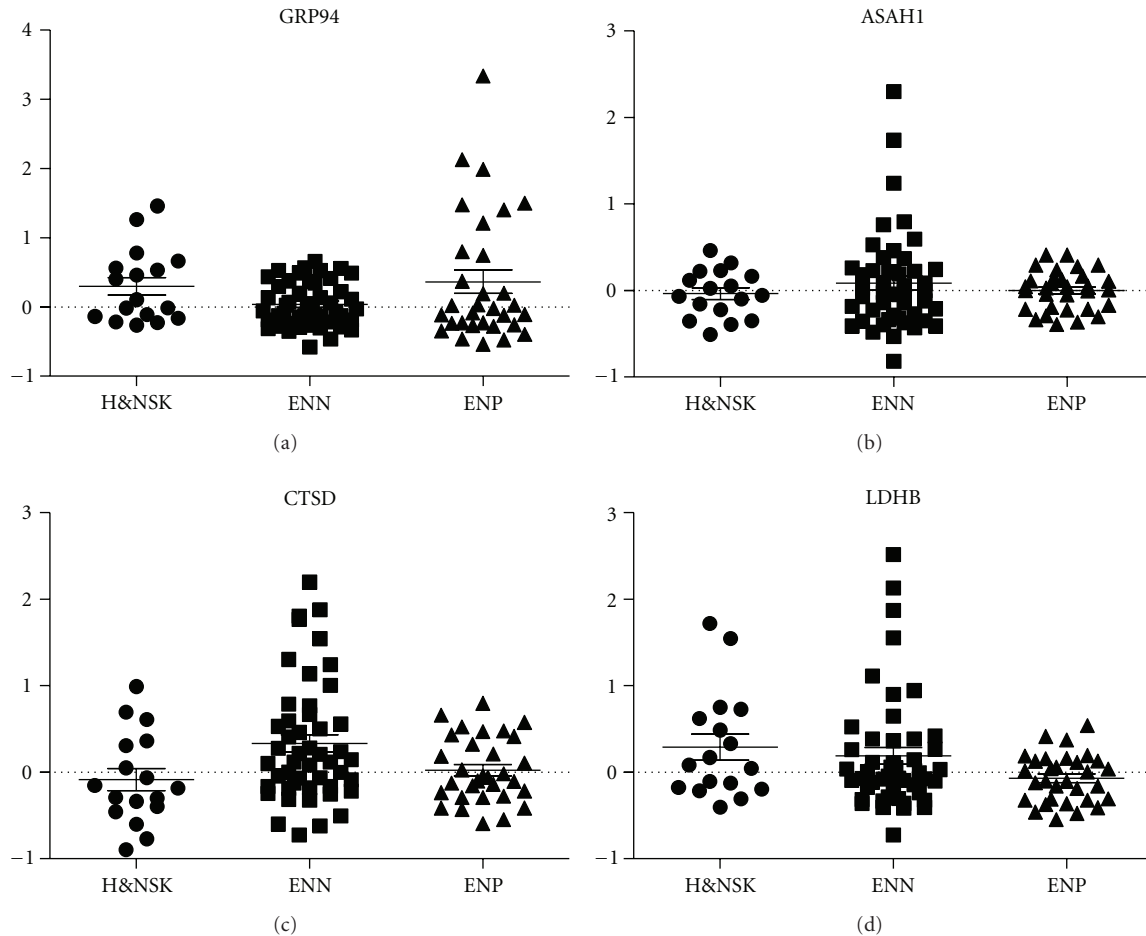 GRP94
4
3
2
1
0
−1
H&NSK ENN ENP
(a)
ASAH1
3
2
1
0
−1
H&NSK ENN ENP
(b)
CTSD
3
2
1
0
−1
H&NSK ENN ENP
(c)
LDHB
3
2
1
0
−1
H&NSK ENN ENP
(d)